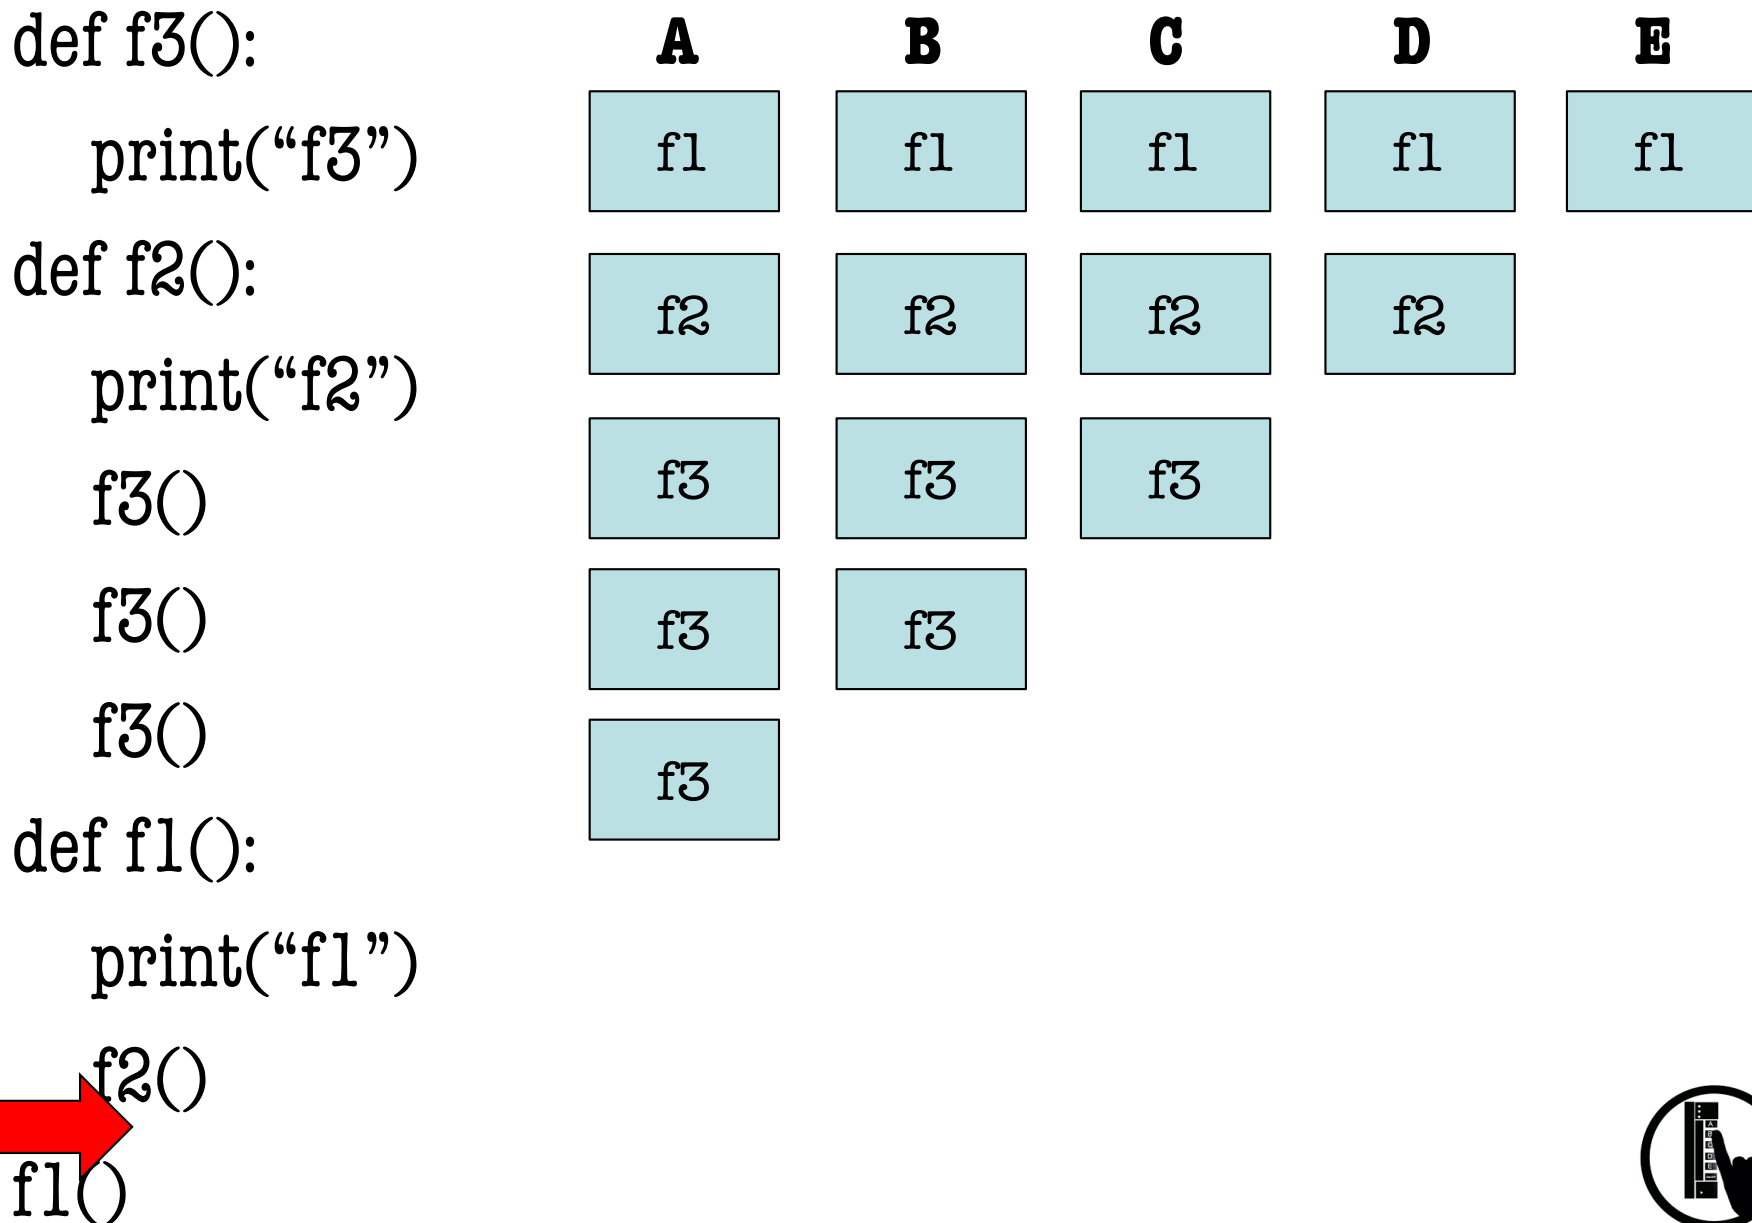 def f3():
print(“f3”)
def f2():
print(“f2”)
f3()
f3()
f3()
def f1():
print(“f1”)
f2()
f1()
A B C D E
f1 f1 f1 f1 f1
f2 f2 f2 f2
f3 f3 f3
f3 f3
f3